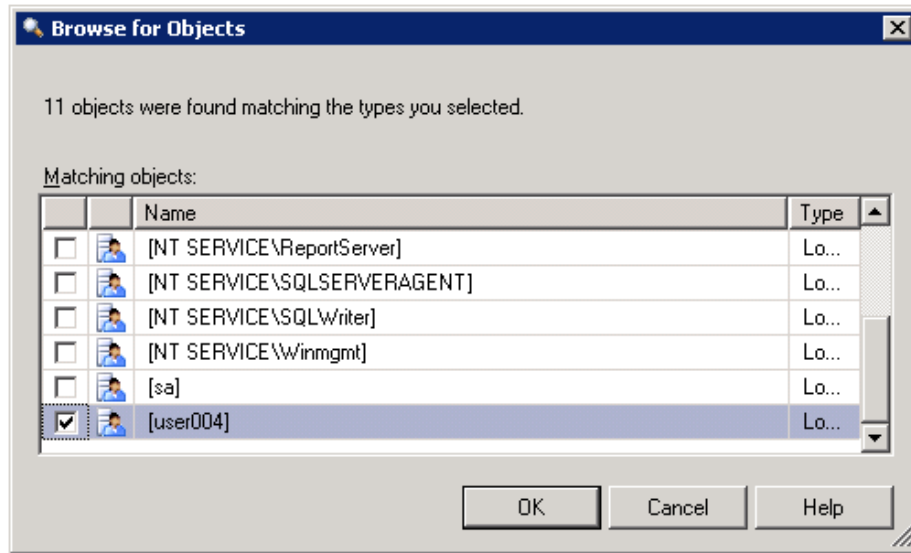 Browse for Objects
11 objects were found matching the types you selected.
Matching objects:
Name Type
[NT SERVICE\ReportServer] Lo...
[NT SERVICE\SQLSERVERAGENT] Lo...
[NT SERVICE\SQLWriter] Lo...
[NT SERVICE\Winmgmt] Lo...
[sa] Lo...
[user004] Lo...
OK Cancel Help